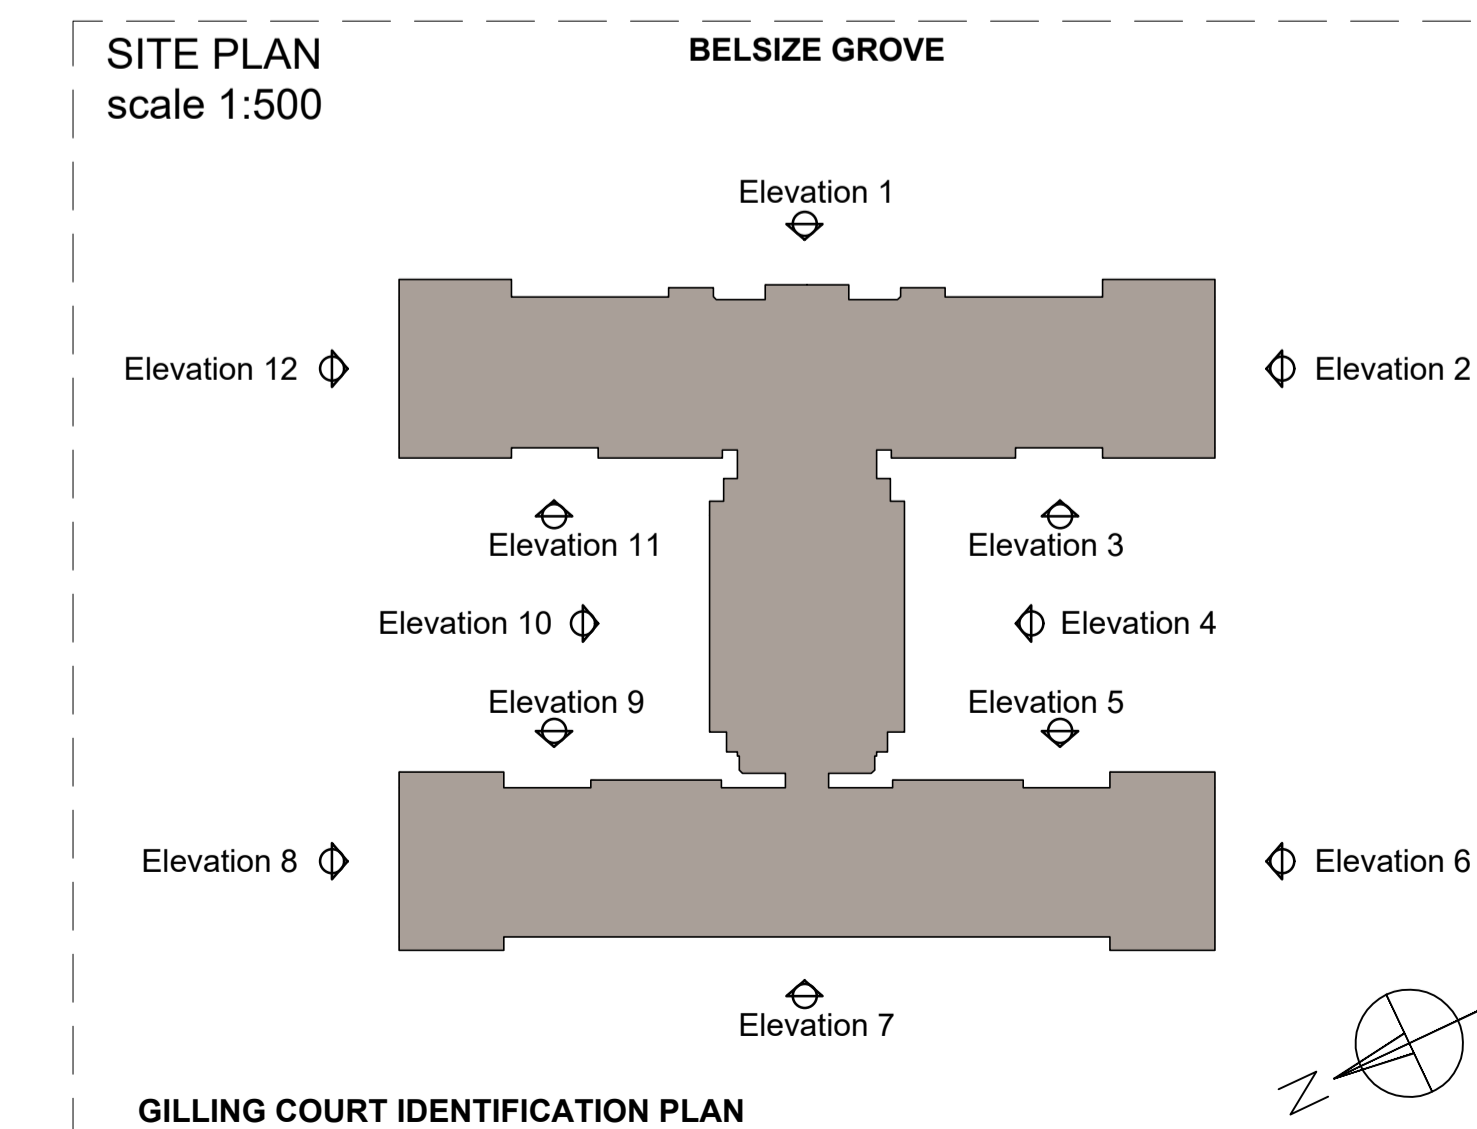 SITE PLAN
scale 1:500
BELSIZE GROVE
Elevation 1
Elevation 12
Elevation 2
Elevation 11
Elevation 3
Elevation 10
Elevation 4
Elevation 9
Elevation 5
Elevation 8
Elevation 6
Elevation 7
N
GILLING COURT IDENTIFICATION PLAN